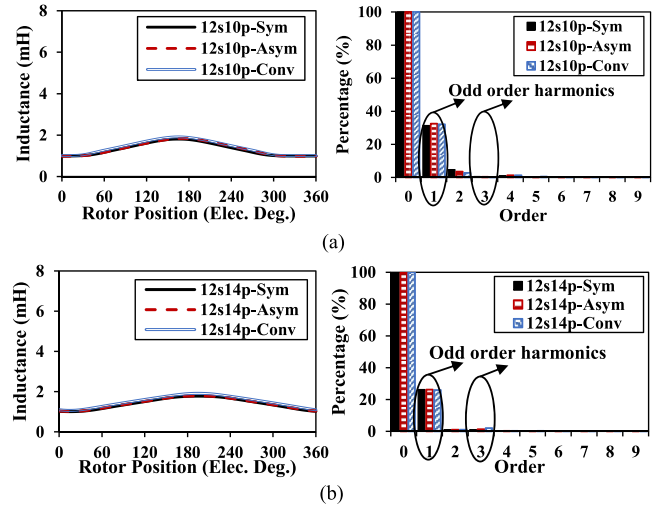 8
6
4
2
0
Inductance (mH)
12s10p-Sym
12s10p-Asym
12s10p-Conv
0 60 120 180 240 300 360
Rotor Position (Elec. Deg.)
100
80
60
40
20
0
Percentage (%)
12s10p-Sym
12s10p-Asym
12s10p-Conv
Odd order harmonics
0 1 2 3 4 5 6 7 8 9
Order
(a)
8
6
4
2
0
Inductance (mH)
12s14p-Sym
12s14p-Asym
12s14p-Conv
0 60 120 180 240 300 360
Rotor Position (Elec. Deg.)
100
80
60
40
20
0
Percentage (%)
12s14p-Sym
12s14p-Asym
12s14p-Conv
Odd order harmonics
0 1 2 3 4 5 6 7 8 9
Order
(b)